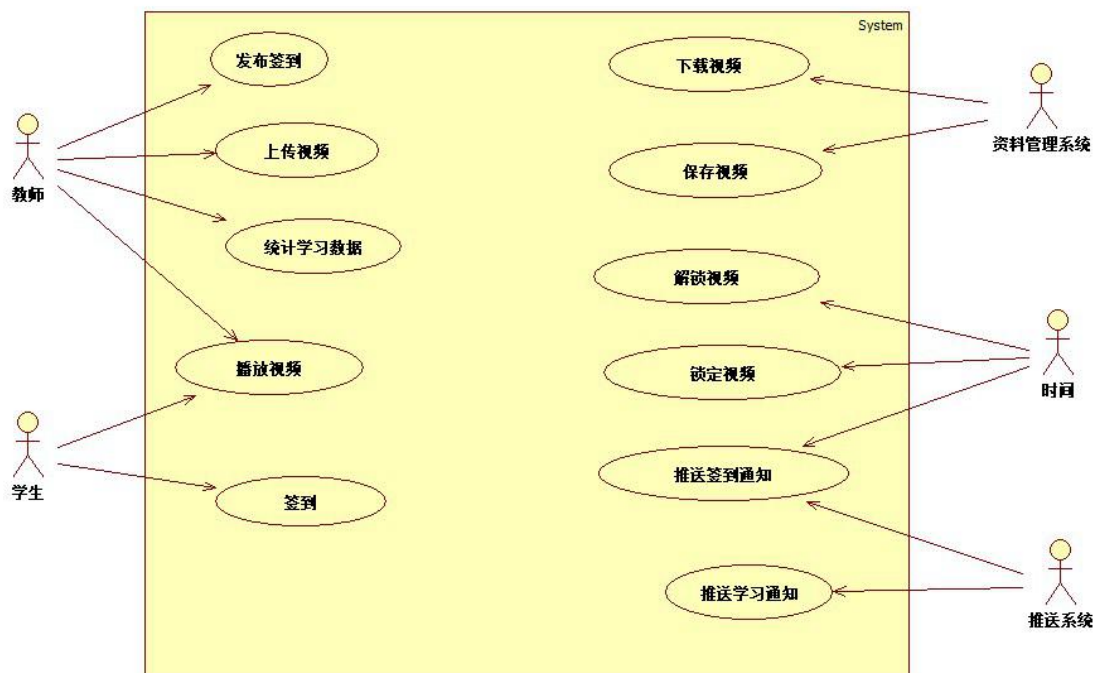 System
发布签到
下载视频
教师
上传视频
资料管理系统
保存视频
统计学习数据
解锁视频
播放视频
锁定视频
时间
学生
签到
推送签到通知
推送学习通知
推送系统